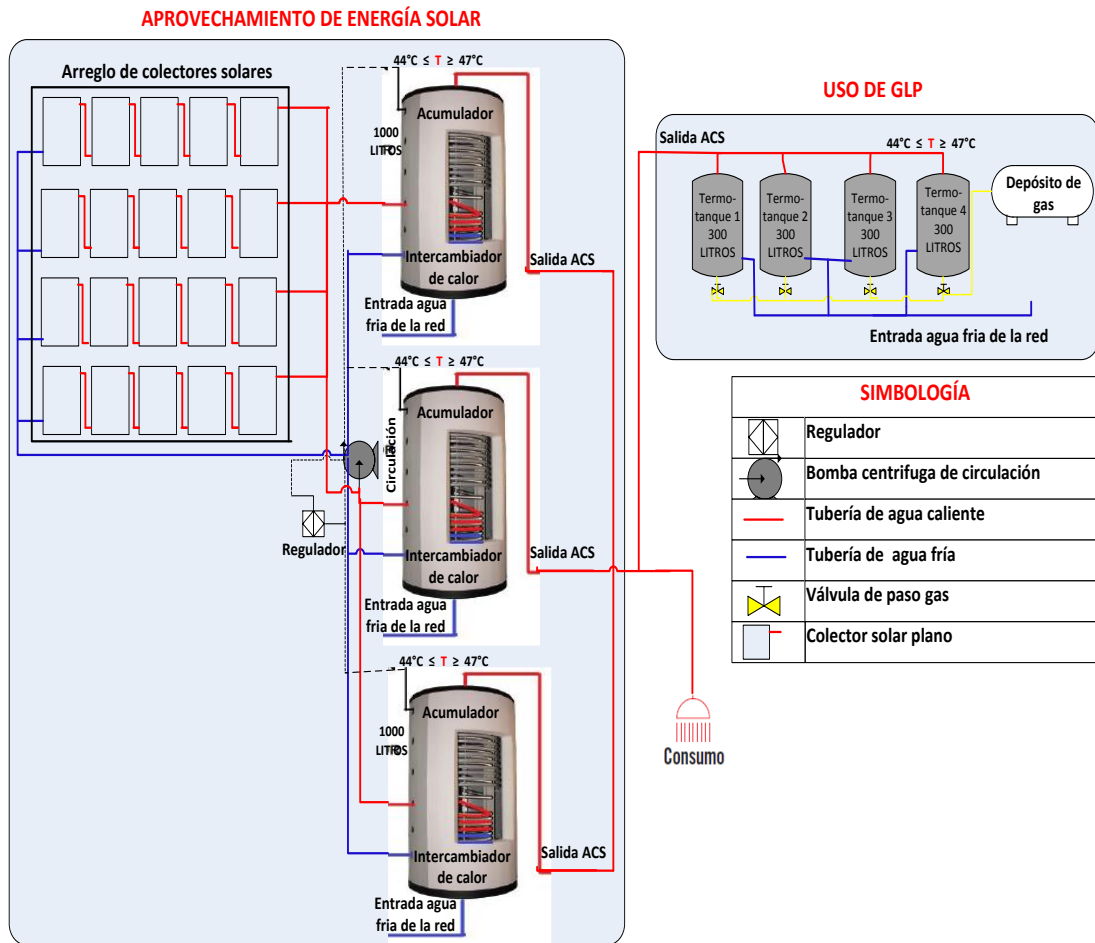 APROVECHAMIENTO DE ENERGÍA SOLAR
Arreglo de colectores solares
44°C ≤ T ≥ 47°C
Acumulador
1000
LITROS
Intercambiador
de calor
Salida ACS
Entrada agua
fria de la red
44°C ≤ T ≥ 47°C
Acumulador
Circulación
Regulador
Intercambiador
de calor
Salida ACS
Entrada agua
fria de la red
44°C ≤ T ≥ 47°C
Acumulador
1000
LITROS
Intercambiador
de calor
Salida ACS
Entrada agua
fria de la red
USO DE GLP
Salida ACS
44°C ≤ T ≥ 47°C
Termo-
tanque 1
300
LITROS
Termo-
tanque 2
300
LITROS
Termo-
tanque 3
300
LITROS
Termo-
tanque 4
300
LITROS
Depósito de
gas
Entrada agua fria de la red
SIMBOLOGÍA
Regulador
Bomba centrifuga de circulación
Tubería de agua caliente
Tubería de agua fría
Válvula de paso gas
Colector solar plano
Consumo